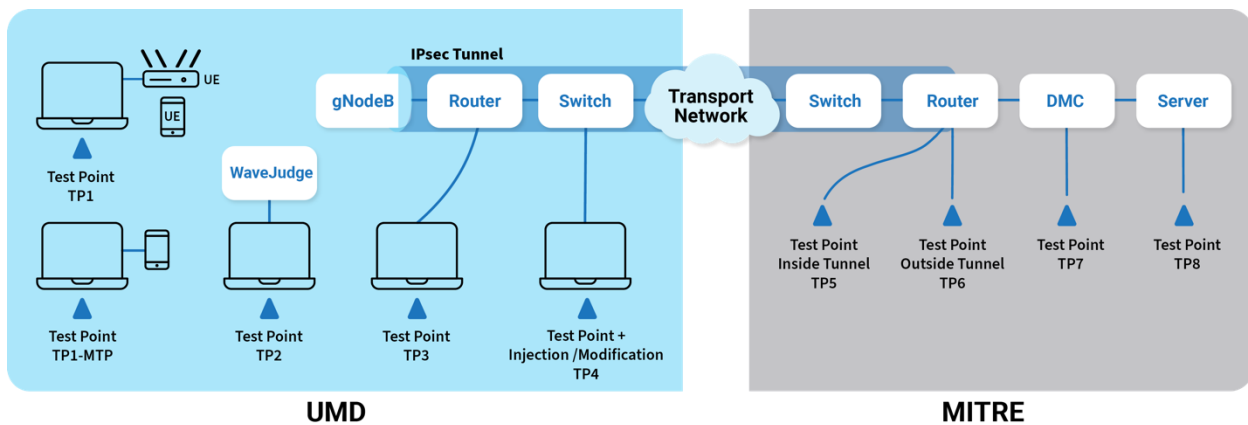 IPsec Tunnel
UE
UE
gNodeB
Router
Switch
Transport
Network
Switch
Router
DMC
Server
Test Point
TP1
WaveJudge
Test Point
Inside Tunnel
TP5
Test Point
Outside Tunnel
TP6
Test Point
TP7
Test Point
TP8
Test Point
TP1-MTP
Test Point
TP2
Test Point
TP3
Test Point +
Injection /Modification
TP4
UMD
MITRE